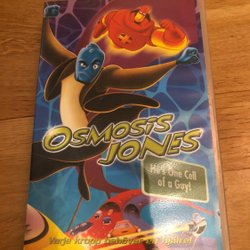 OSMOSIS
JONES
He's One Cell
of a Guy!
Varje kropp behöver en hjälte!